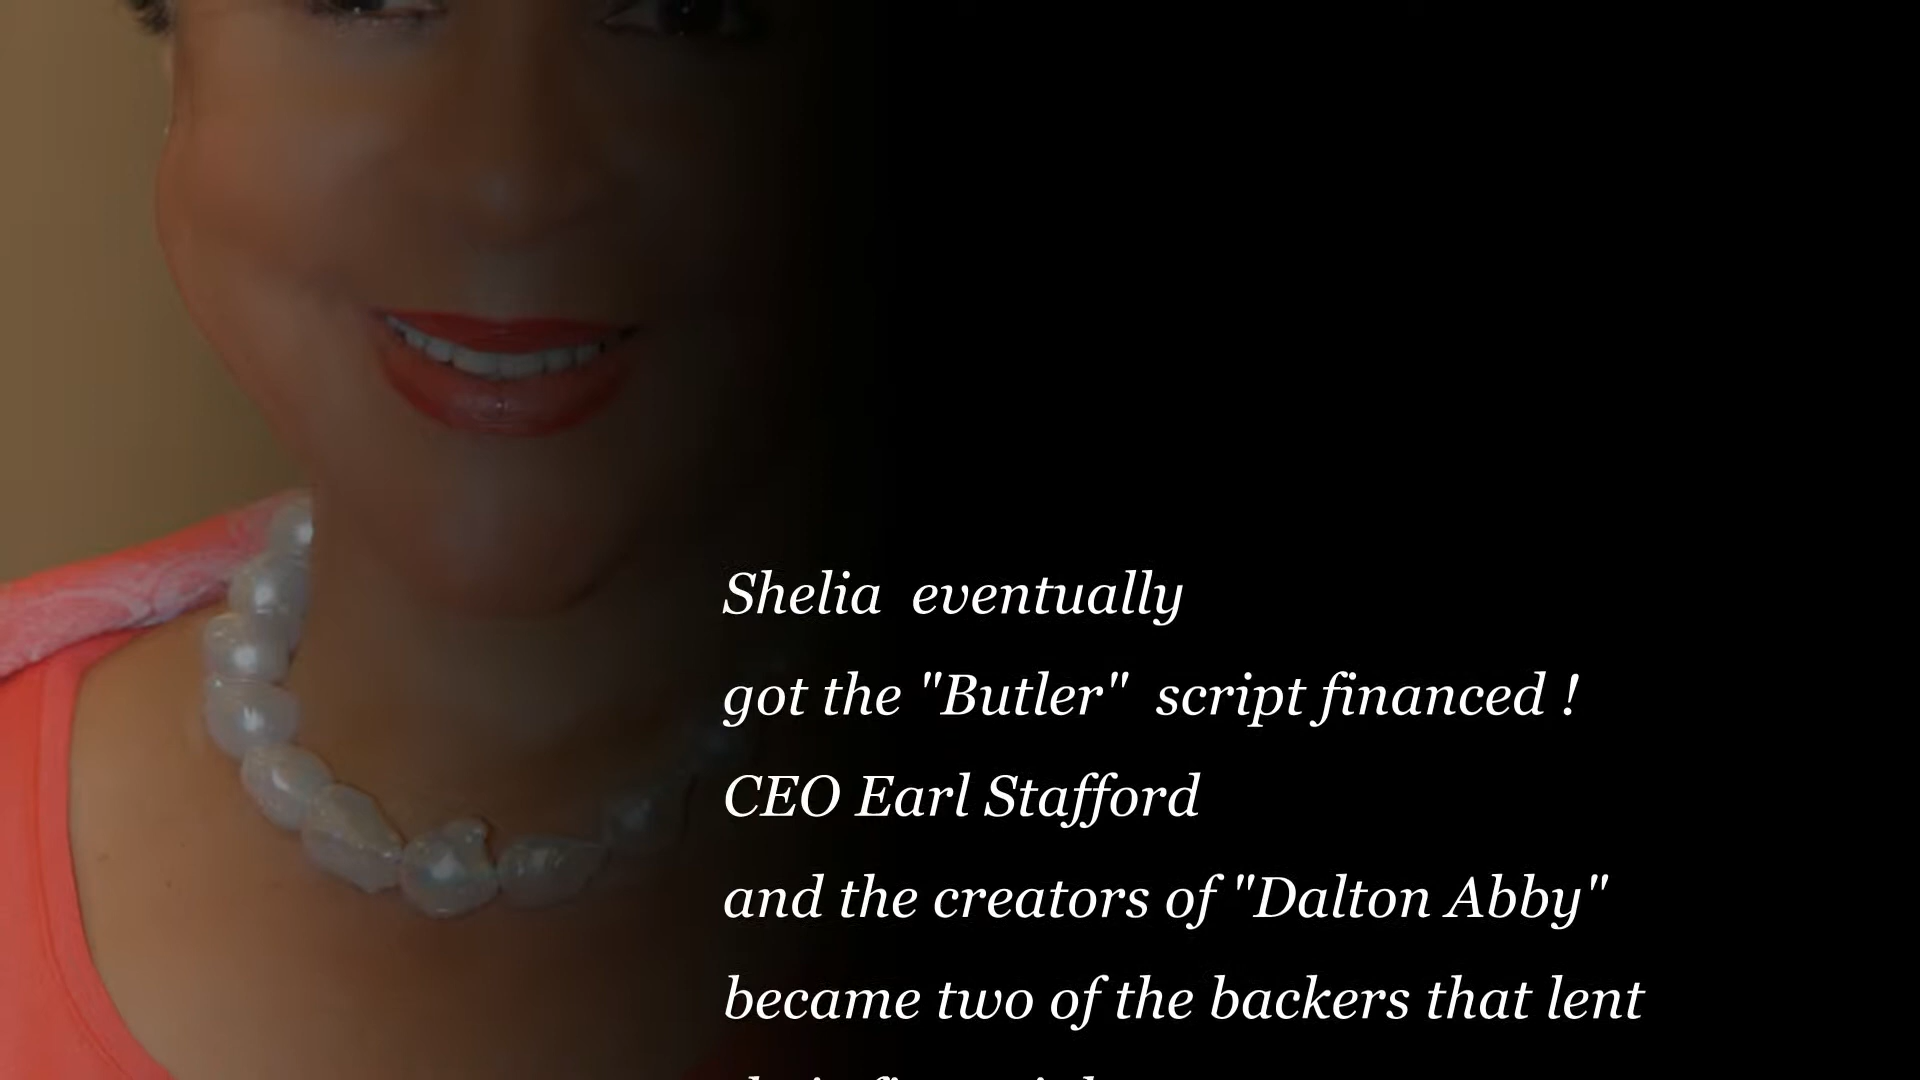 Shelia  eventually
got the "Butler"  script financed !
CEO Earl Stafford
and the creators of "Dalton Abby"
became two of the backers that lent